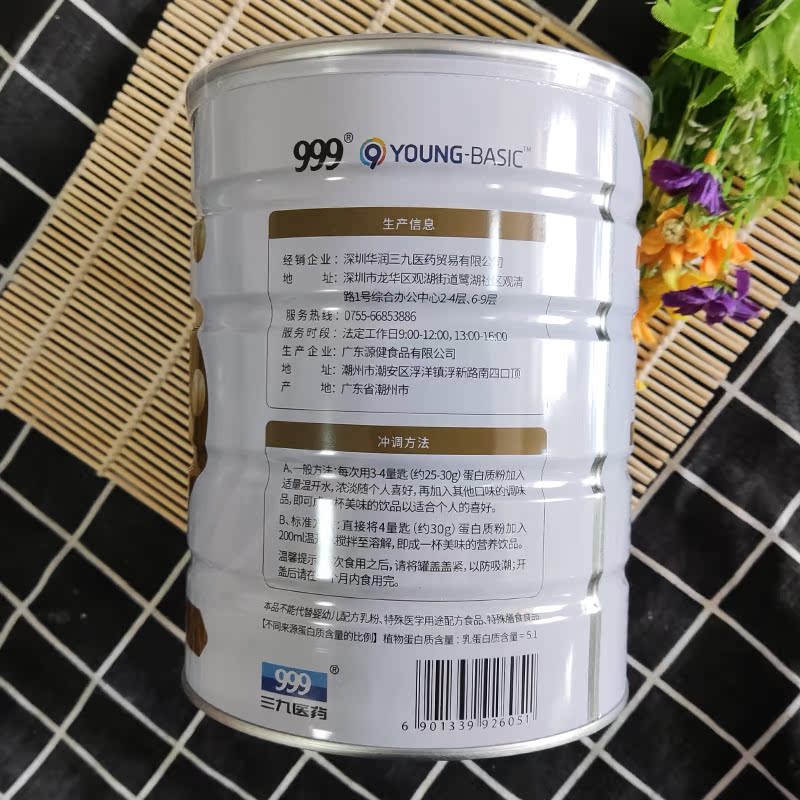 999® 9 YOUNG-BASIC™
生产信息
经销企业：深圳华润三九医药贸易有限公司
地 址：深圳市龙华区观湖街道鹭湖社区观清
路1号综合办公中心2-4层、6-9层
服务热线：0755-66853886
服务时段：法定工作日9:00-12:00, 13:00-16:00
生产企业：广东源健食品有限公司
地 址：潮州市潮安区浮洋镇浮新路南四口顶
产 地：广东省潮州市
冲调方法
A、一般方法：每次用3-4量匙 (约25-30g) 蛋白质粉加入
适量温开水，浓淡随个人喜好，再加入其他口味的调味
品，即可成一杯美味的饮品以适合个人的喜好。
B、标准方法：直接将4量匙 (约30g) 蛋白质粉加入
200ml温开 搅拌至溶解，即成一杯美味的营养饮品。
温馨提示 次食用之后，请将罐盖盖紧，以防吸潮；开
盖后请在 个月内食用完。
本品不能代替婴幼儿配方乳粉、特殊医学用途配方食品、特殊膳食食品
【不同来源蛋白质含量的比例】植物蛋白质含量：乳蛋白质含量=5:1
999®
三九医药
6 901339 926051